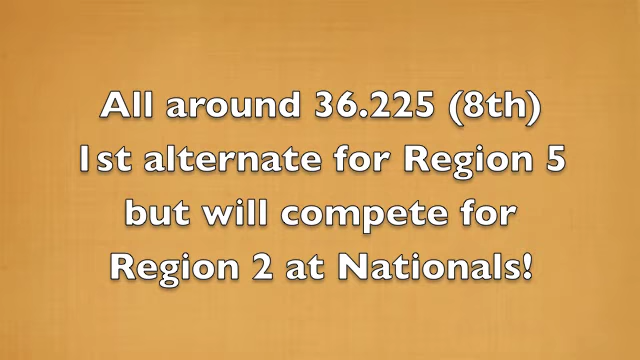 All around 36.225 (8th)
1st alternate for Region 5
but will compete for
Region 2 at Nationals!